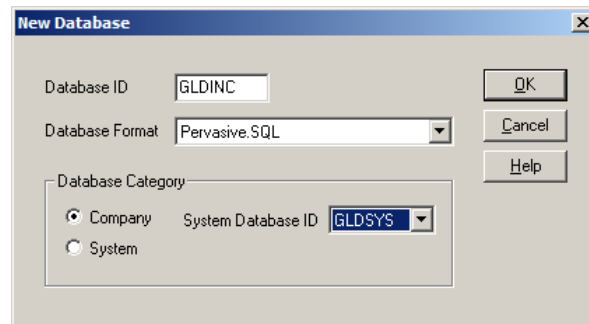 New Database
Database ID GLDINC OK
Database Format Pervasive.SQL Cancel
Help
Database Category
Company System Database ID GLDSYS
System